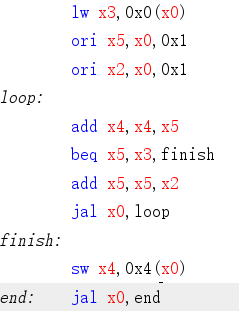 lw x3,0x0(x0)
ori x5,x0,0x1
ori x2,x0,0x1
loop:
add x4,x4,x5
beq x5,x3,finish
add x5,x5,x2
jal x0,loop
finish:
sw x4,0x4(x0)
end: jal x0,end